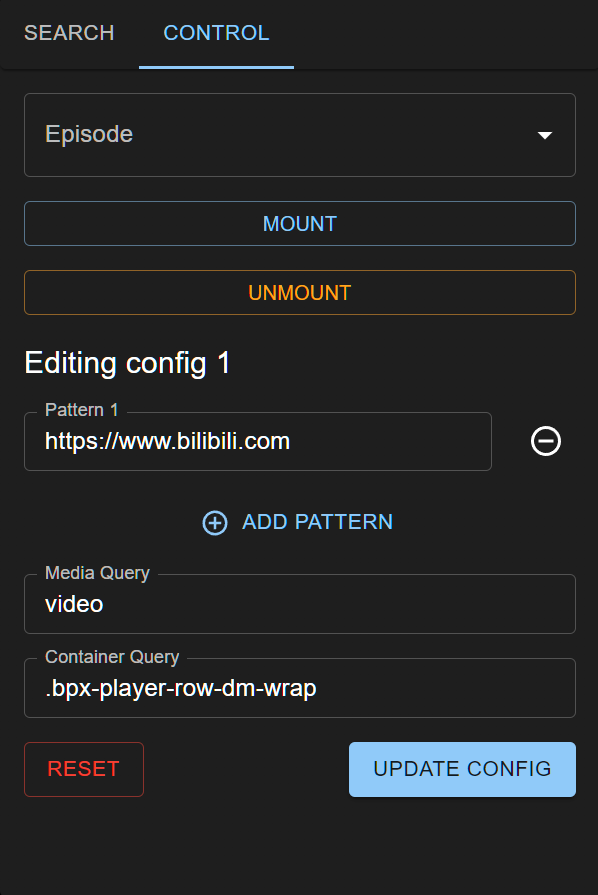 SEARCH CONTROL
Episode
MOUNT
UNMOUNT
Editing config 1
Pattern 1
https://www.bilibili.com
ADD PATTERN
Media Query
video
Container Query
.bpx-player-row-dm-wrap
RESET UPDATE CONFIG